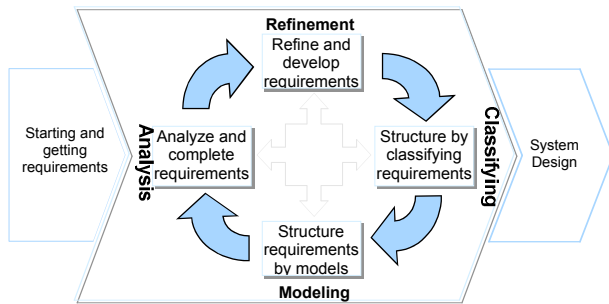 Refinement
Refine and
develop
requirements
Starting and
getting
requirements
Analysis
Analyze and
complete
requirements
Structure by
classifying
requirements
Classifying
System
Design
Structure
requirements
by models
Modeling